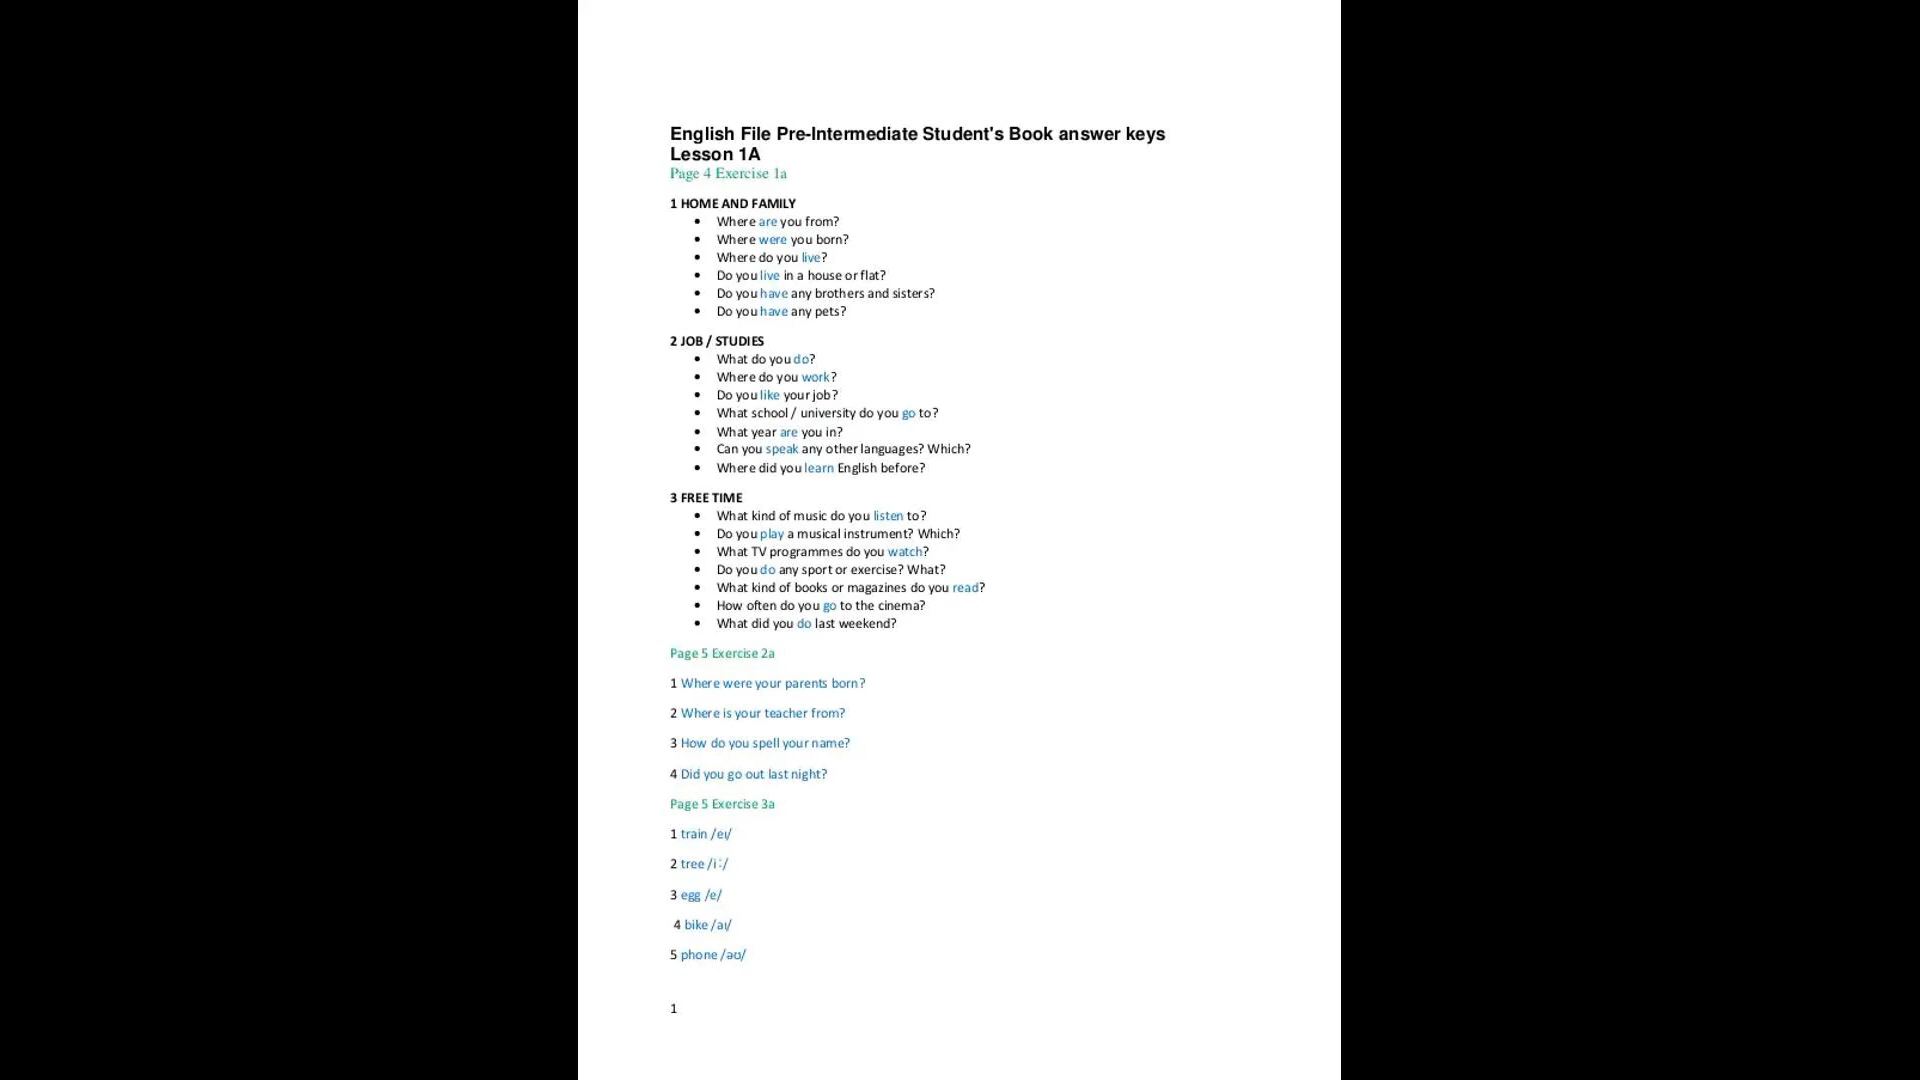 English File Pre-Intermediate Student's Book answer keys
Lesson 1A
Page 4 Exercise 1a
1 HOME AND FAMILY
• Where are you from?
• Where were you born?
• Where do you live?
• Do you live in a house or flat?
• Do you have any brothers and sisters?
• Do you have any pets?
2 JOB / STUDIES
• What do you do?
• Where do you work?
• Do you like your job?
• What school / university do you go to?
• What year are you in?
• Can you speak any other languages? Which?
• Where did you learn English before?
3 FREE TIME
• What kind of music do you listen to?
• Do you play a musical instrument? Which?
• What TV programmes do you watch?
• Do you do any sport or exercise? What?
• What kind of books or magazines do you read?
• How often do you go to the cinema?
• What did you do last weekend?
Page 5 Exercise 2a
1 Where were your parents born?
2 Where is your teacher from?
3 How do you spell your name?
4 Did you go out last night?
Page 5 Exercise 3a
1 train /eɪ/
2 tree /iː/
3 egg /e/
4 bike /aɪ/
5 phone /əʊ/
1